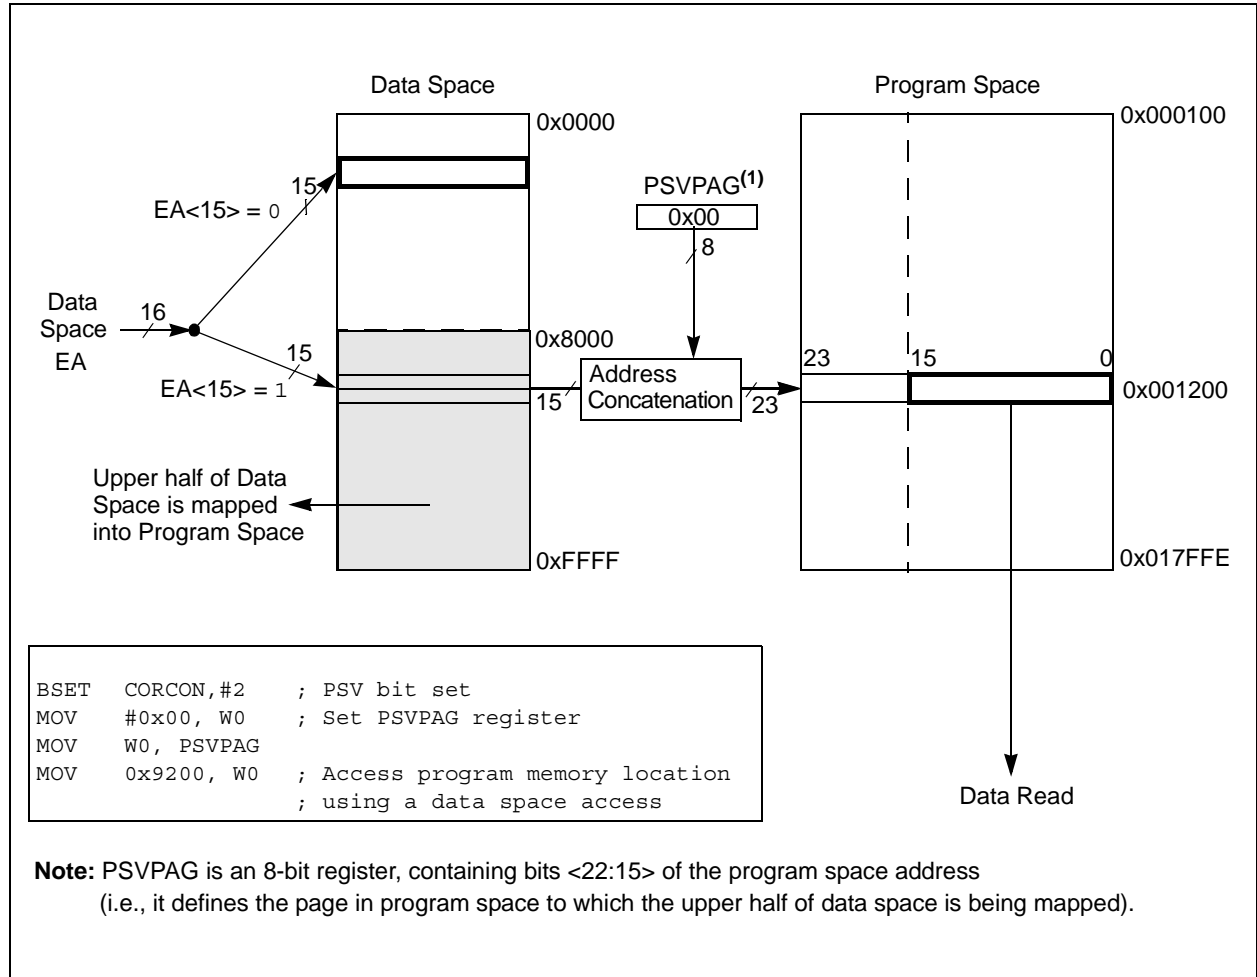 Data Space
Program Space
0x0000
0x000100
15
EA<15> = 0
PSVPAG(1)
0x00
8
Data
Space
EA
16
0x8000
15
EA<15> = 1
15
Address
Concatenation
23
23
15
0
0x001200
Upper half of Data
Space is mapped
into Program Space
0xFFFF
0x017FFE
BSET CORCON,#2 ; PSV bit set
MOV #0x00, W0 ; Set PSVPAG register
MOV W0, PSVPAG
MOV 0x9200, W0 ; Access program memory location
; using a data space access
Data Read
Note: PSVPAG is an 8-bit register, containing bits <22:15> of the program space address
(i.e., it defines the page in program space to which the upper half of data space is being mapped).